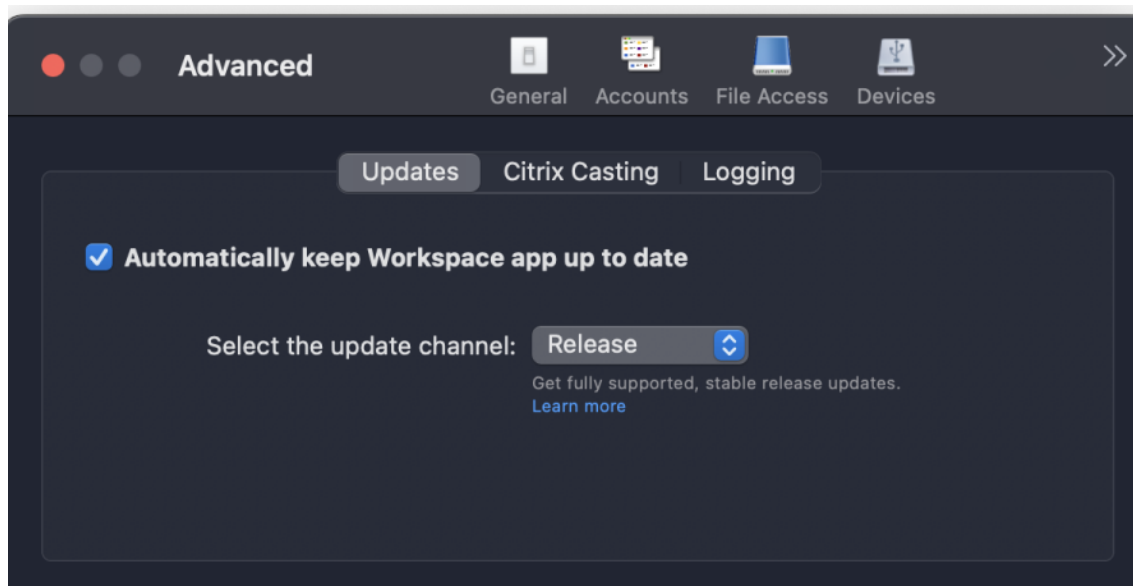 Advanced
General Accounts File Access Devices
Updates Citrix Casting Logging
Automatically keep Workspace app up to date
Select the update channel: Release
Get fully supported, stable release updates.
Learn more